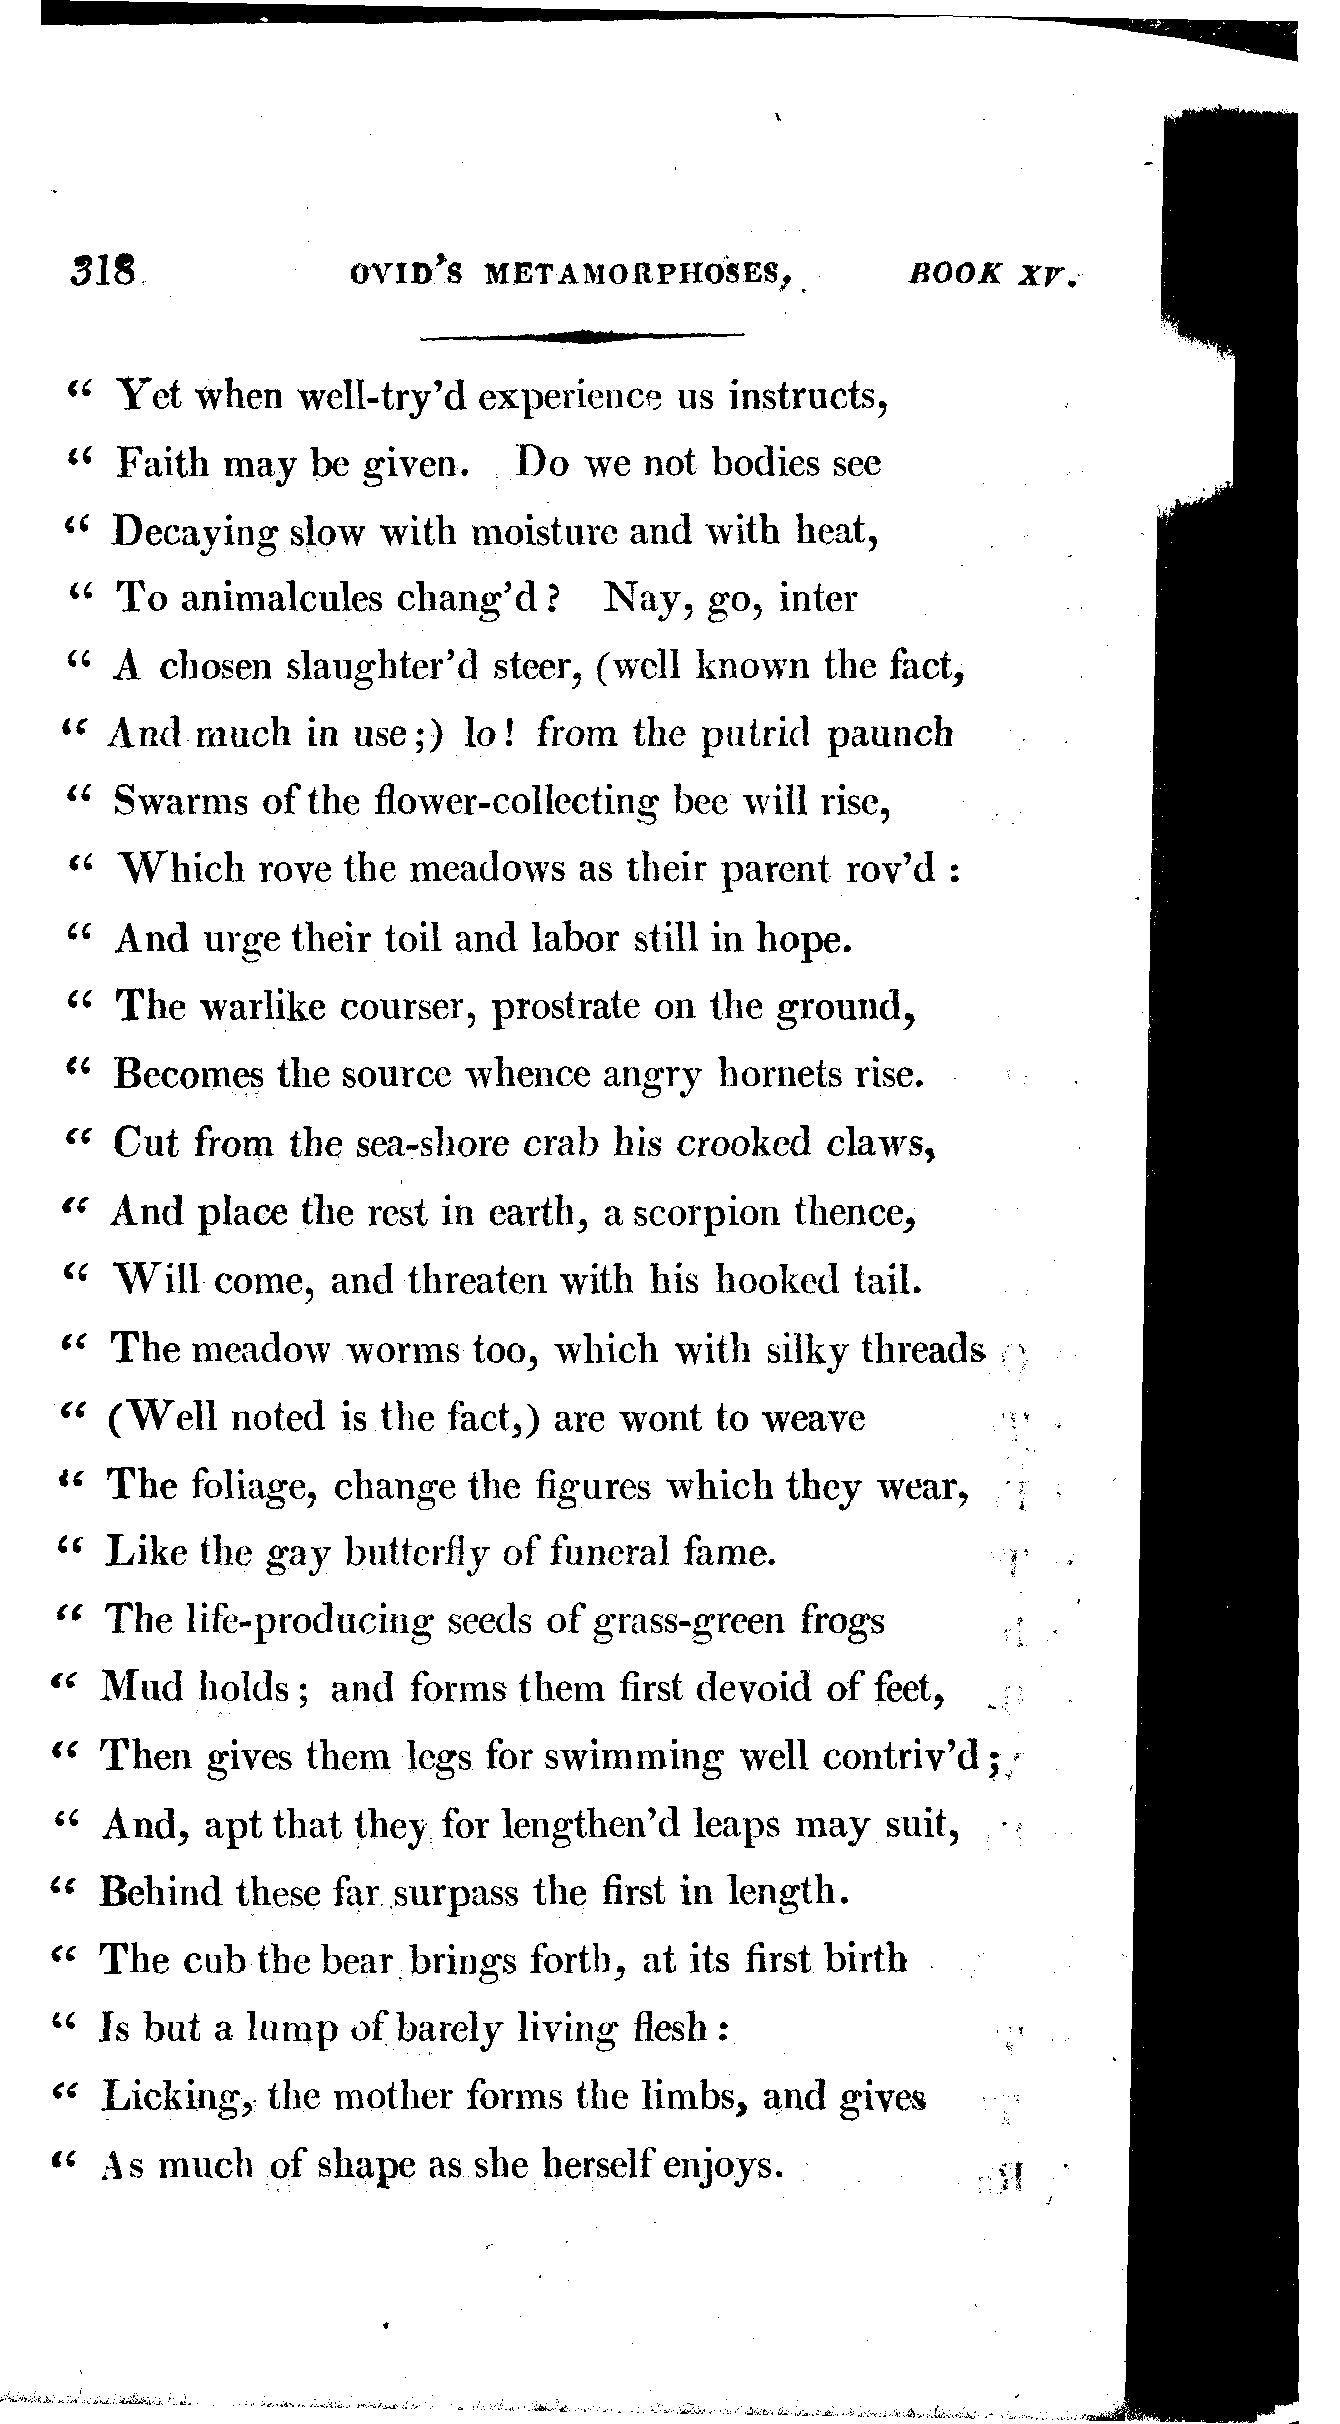 318 OVID'S METAMORPHOSES, BOOK XV.
“ Yet when well-try'd experience us instructs,
“ Faith may be given. Do we not bodies see
“ Decaying slow with moisture and with heat,
“ To animalcules chang'd? Nay, go, inter
“ A chosen slaughter'd steer, (well known the fact,
“ And much in use;) lo! from the putrid paunch
“ Swarms of the flower-collecting bee will rise,
“ Which rove the meadows as their parent rov'd :
“ And urge their toil and labor still in hope.
“ The warlike courser, prostrate on the ground,
“ Becomes the source whence angry hornets rise.
“ Cut from the sea-shore crab his crooked claws,
“ And place the rest in earth, a scorpion thence,
“ Will come, and threaten with his hooked tail.
“ The meadow worms too, which with silky threads
“ (Well noted is the fact,) are wont to weave
“ The foliage, change the figures which they wear,
“ Like the gay butterfly of funeral fame.
“ The life-producing seeds of grass-green frogs
“ Mud holds; and forms them first devoid of feet,
“ Then gives them legs for swimming well contriv'd;
“ And, apt that they for lengthen'd leaps may suit,
“ Behind these far surpass the first in length.
“ The cub the bear brings forth, at its first birth
“ Is but a lump of barely living flesh :
“ Licking, the mother forms the limbs, and gives
“ As much of shape as she herself enjoys.